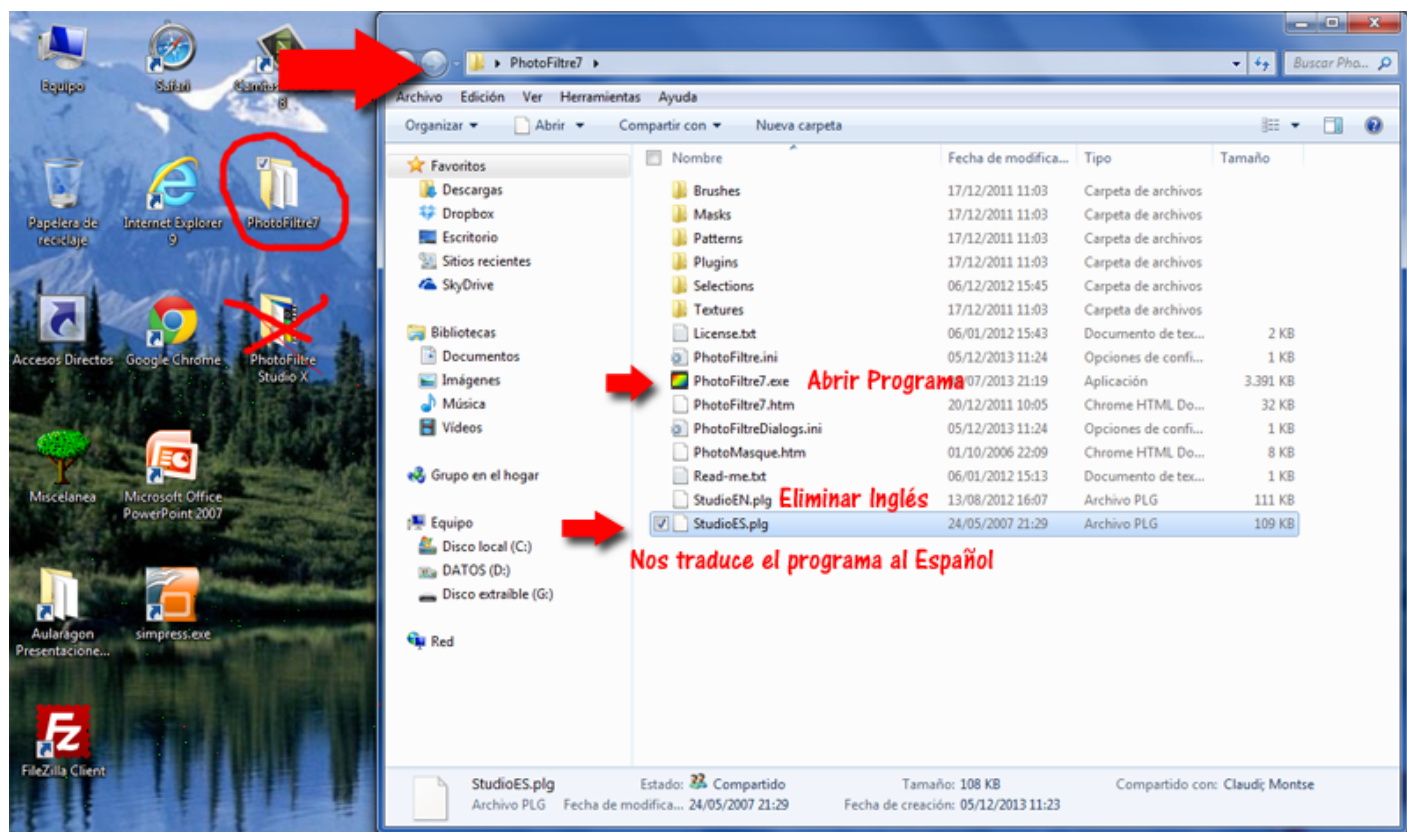 Equipo
Safari
8
Papelera de
reciclaje
Internet Explorer
9
PhotoFiltre7
Accesos Directos
Google Chrome
PhotoFiltre
Studio X
Miscelanea
Microsoft Office
PowerPoint 2007
Aularagon
Presentacione...
simpress.exe
FileZilla Client
PhotoFiltre7
Buscar Pho...
Archivo Edición Ver Herramientas Ayuda
Organizar Abrir Compartir con Nueva carpeta
Favoritos
Descargas
Dropbox
Escritorio
Sitios recientes
SkyDrive
Bibliotecas
Documentos
Imágenes
Música
Vídeos
Grupo en el hogar
Equipo
Disco local (C:)
DATOS (D:)
Disco extraíble (G:)
Red
Nombre Fecha de modifica... Tipo Tamaño
Brushes 17/12/2011 11:03 Carpeta de archivos
Masks 17/12/2011 11:03 Carpeta de archivos
Patterns 17/12/2011 11:03 Carpeta de archivos
Plugins 17/12/2011 11:03 Carpeta de archivos
Selections 06/12/2012 15:45 Carpeta de archivos
Textures 17/12/2011 11:03 Carpeta de archivos
License.txt 06/01/2012 15:43 Documento de tex... 2 KB
PhotoFiltre.ini 05/12/2013 11:24 Opciones de confi... 1 KB
PhotoFiltre7.exe Abrir Programa /07/2013 21:19 Aplicación 3.391 KB
PhotoFiltre7.htm 20/12/2011 10:05 Chrome HTML Do... 32 KB
PhotoFiltreDialogs.ini 05/12/2013 11:24 Opciones de confi... 1 KB
PhotoMasque.htm 01/10/2006 22:09 Chrome HTML Do... 8 KB
Read-me.txt 06/01/2012 15:13 Documento de tex... 1 KB
StudioEN.plg Eliminar Inglés 13/08/2012 16:07 Archivo PLG 111 KB
StudioES.plg 24/05/2007 21:29 Archivo PLG 109 KB
Nos traduce el programa al Español
StudioES.plg Estado: Compartido Tamaño: 108 KB Compartido con: Claudi; Montse
Archivo PLG Fecha de modifica... 24/05/2007 21:29 Fecha de creación: 05/12/2013 11:23